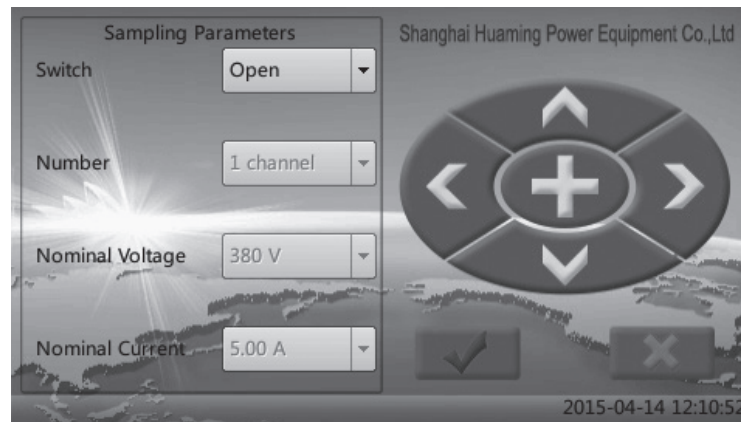 Sampling Parameters
Shanghai Huaming Power Equipment Co.,Ltd
Switch
Open
Number
1 channel
Nominal Voltage
380 V
Nominal Current
5.00 A
2015-04-14 12:10:52